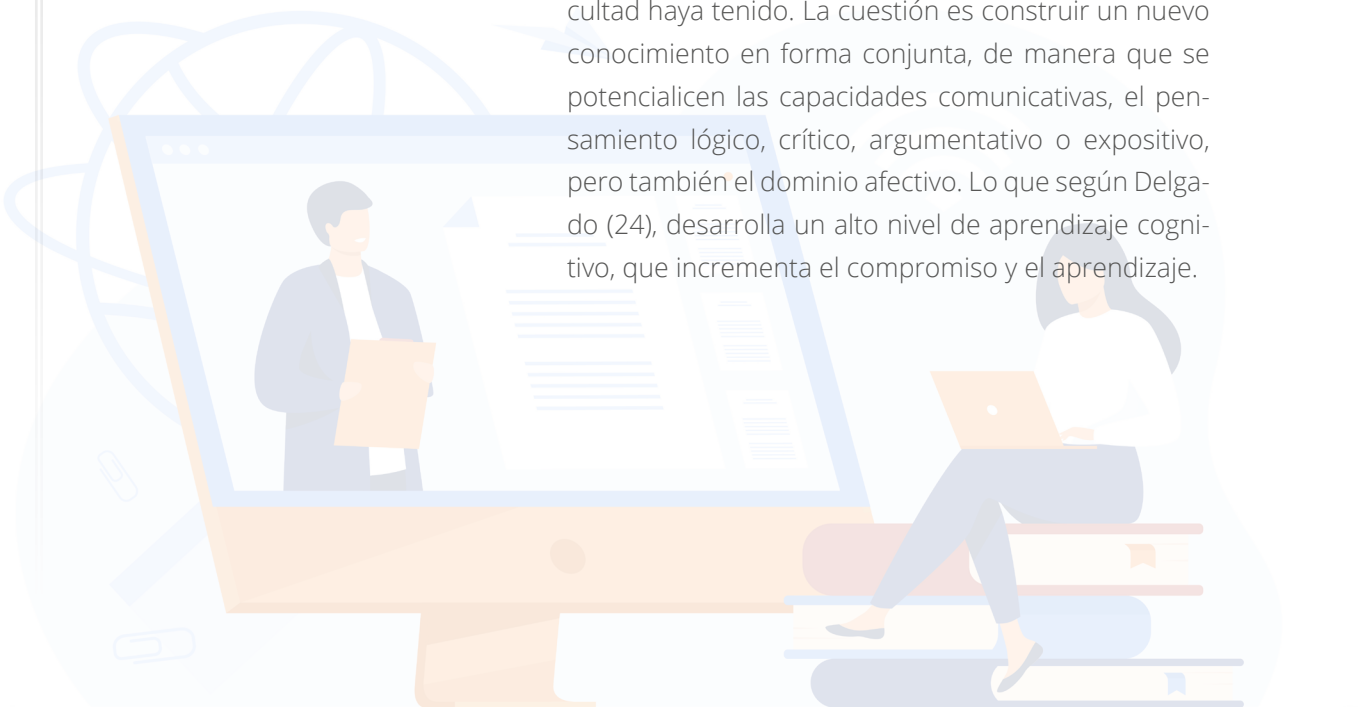 cultad haya tenido. La cuestión es construir un nuevo
conocimiento en forma conjunta, de manera que se
potencialicen las capacidades comunicativas, el pen-
samiento lógico, crítico, argumentativo o expositivo,
pero también el dominio afectivo. Lo que según Delga-
do (24), desarrolla un alto nivel de aprendizaje cogni-
tivo, que incrementa el compromiso y el aprendizaje.